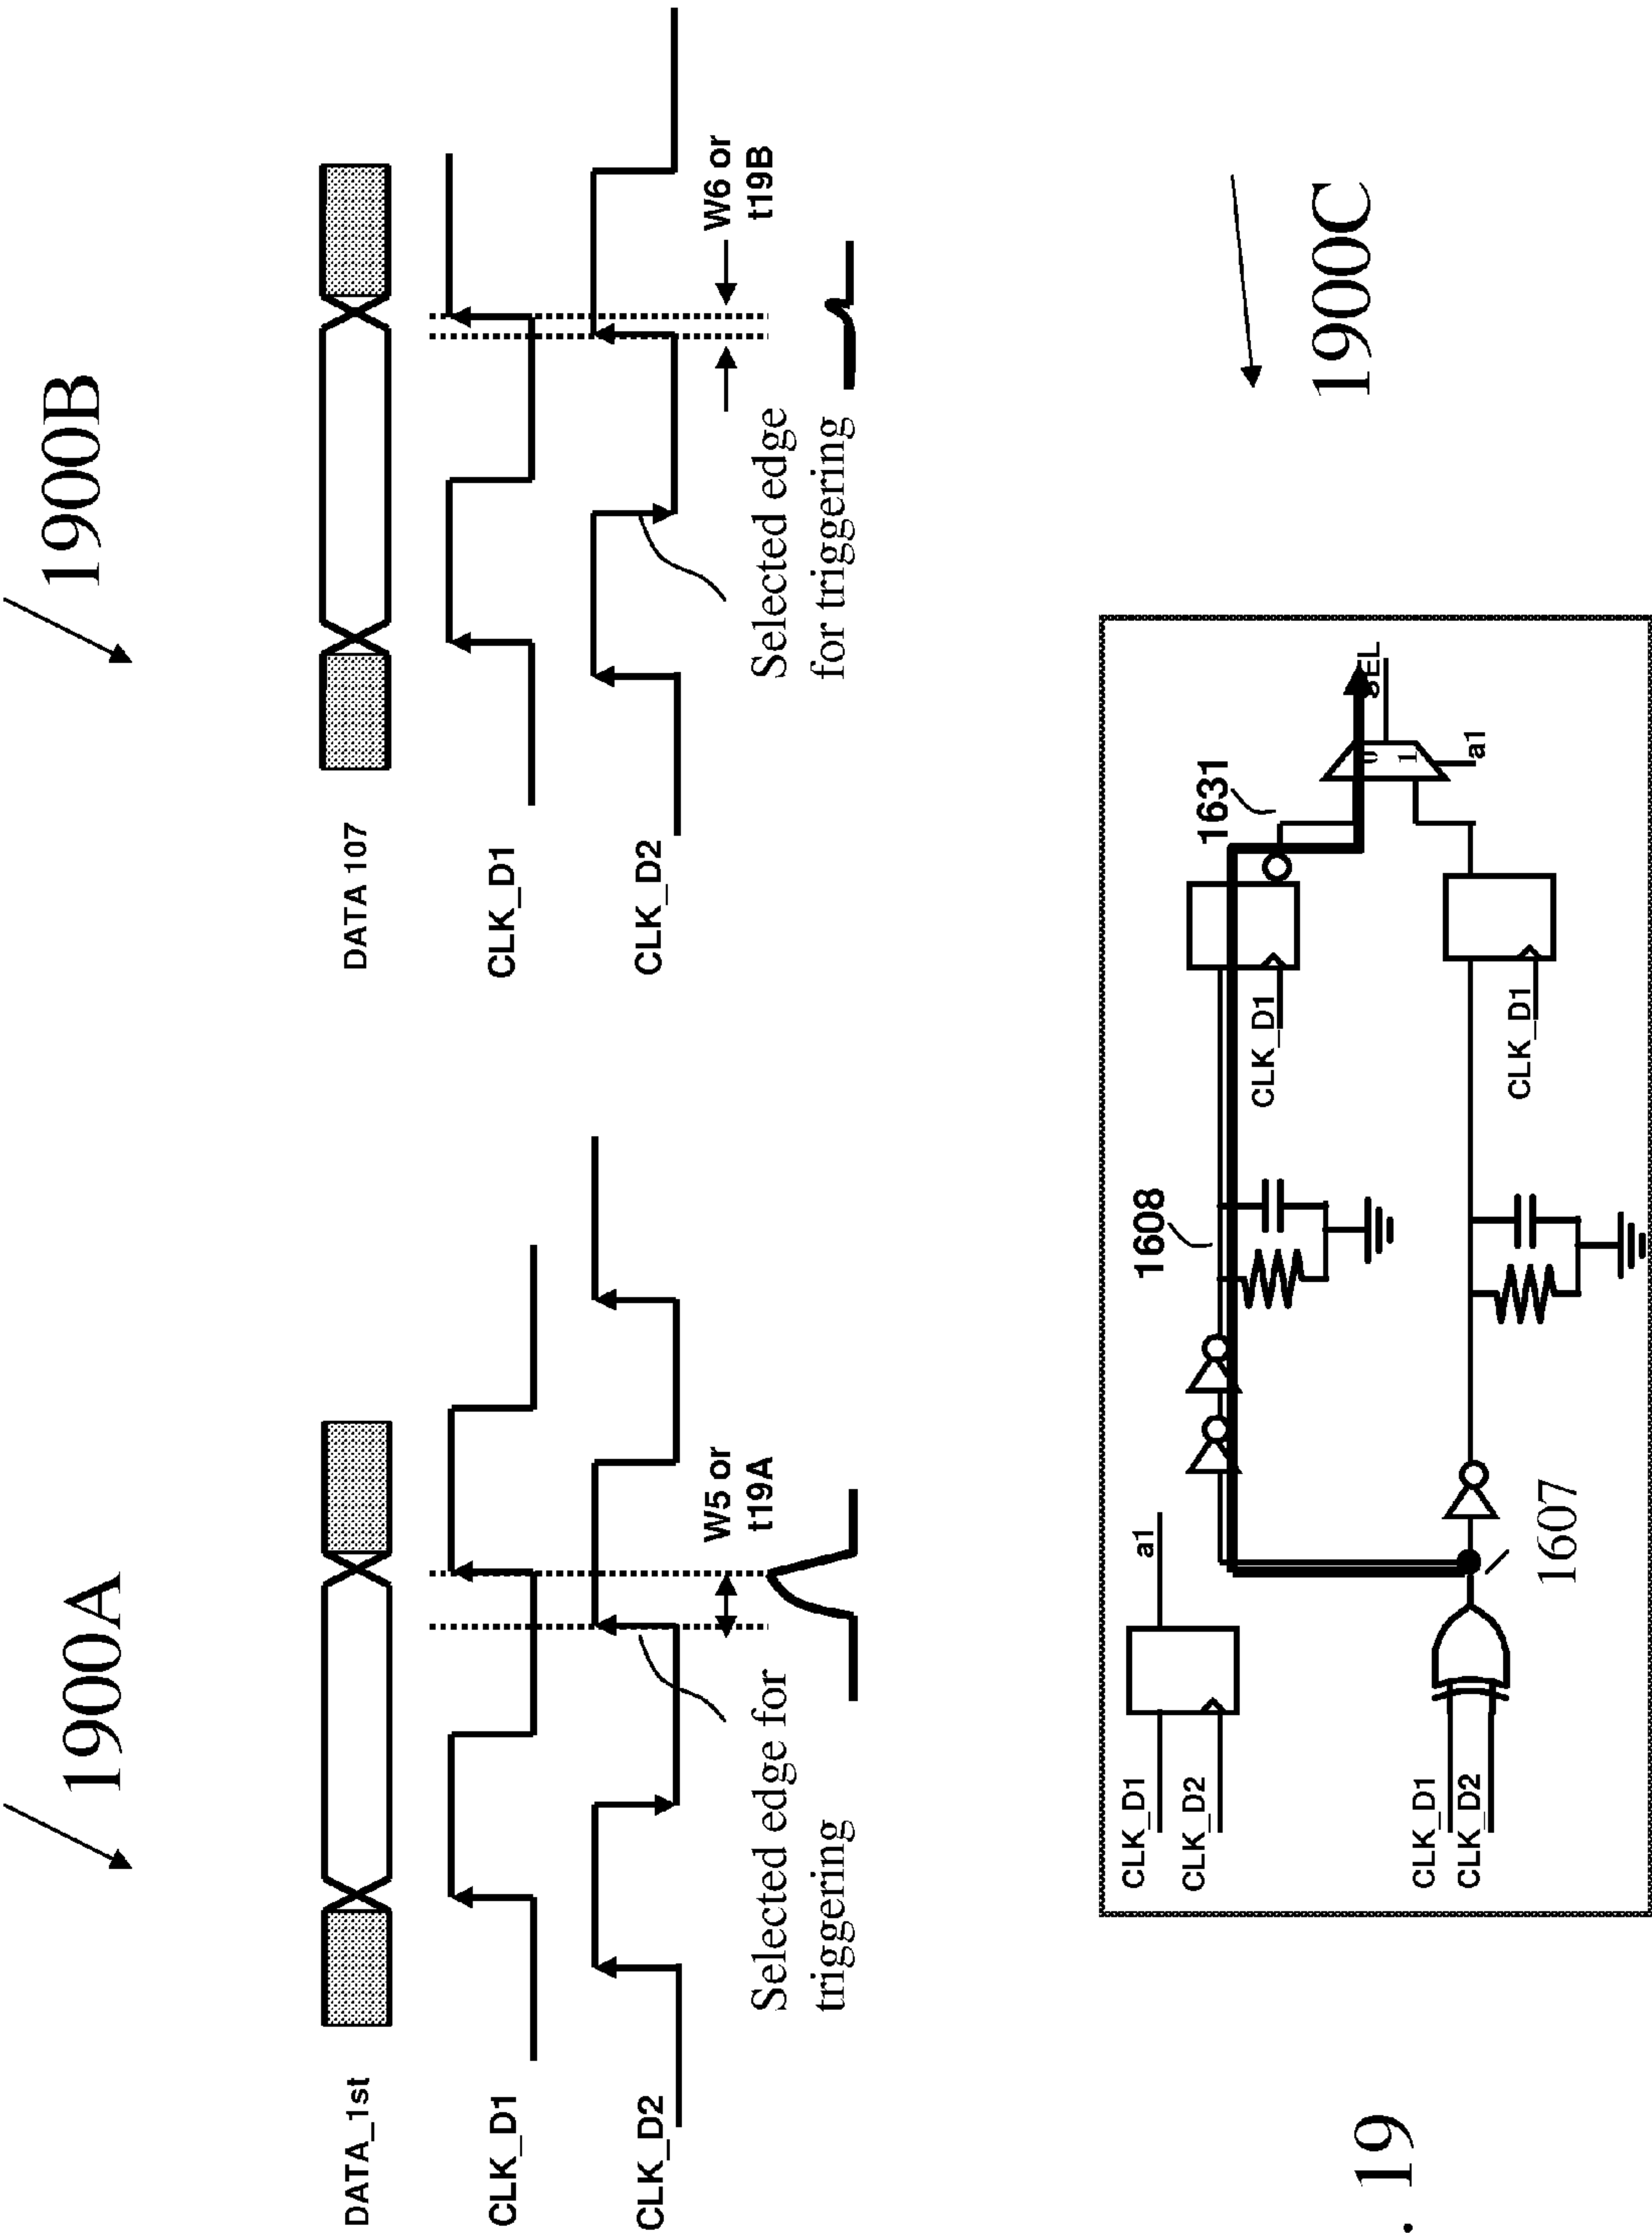 1900A
DATA_1st
CLK_D1
CLK_D2
W5 or
t19A
Selected edge for
triggering
1900B
DATA 107
CLK_D1
CLK_D2
W6 or
t19B
Selected edge
for triggering
. 19
CLK_D1
CLK_D2
a1
CLK_D1
CLK_D2
1607
1608
CLK_D1
CLK_D1
1631
0
1
SEL
a1
1900C